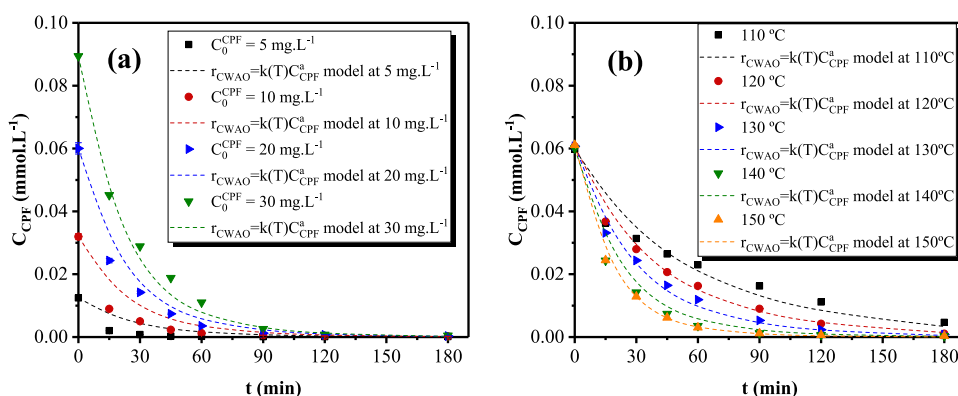 (a)
C₀^CPF = 5 mg.L⁻¹
r_CWAO=k(T)C^a_CPF model at 5 mg.L⁻¹
C₀^CPF = 10 mg.L⁻¹
r_CWAO=k(T)C^a_CPF model at 10 mg.L⁻¹
C₀^CPF = 20 mg.L⁻¹
r_CWAO=k(T)C^a_CPF model at 20 mg.L⁻¹
C₀^CPF = 30 mg.L⁻¹
r_CWAO=k(T)C^a_CPF model at 30 mg.L⁻¹
C_CPF (mmol.L⁻¹)
0.10
0.08
0.06
0.04
0.02
0.00
0 30 60 90 120 150 180
t (min)
(b)
110 ºC
r_CWAO=k(T)C^a_CPF model at 110ºC
120 ºC
r_CWAO=k(T)C^a_CPF model at 120ºC
130 ºC
r_CWAO=k(T)C^a_CPF model at 130ºC
140 ºC
r_CWAO=k(T)C^a_CPF model at 140ºC
150 ºC
r_CWAO=k(T)C^a_CPF model at 150ºC
C_CPF (mmol.L⁻¹)
0.10
0.08
0.06
0.04
0.02
0.00
0 30 60 90 120 150 180
t (min)